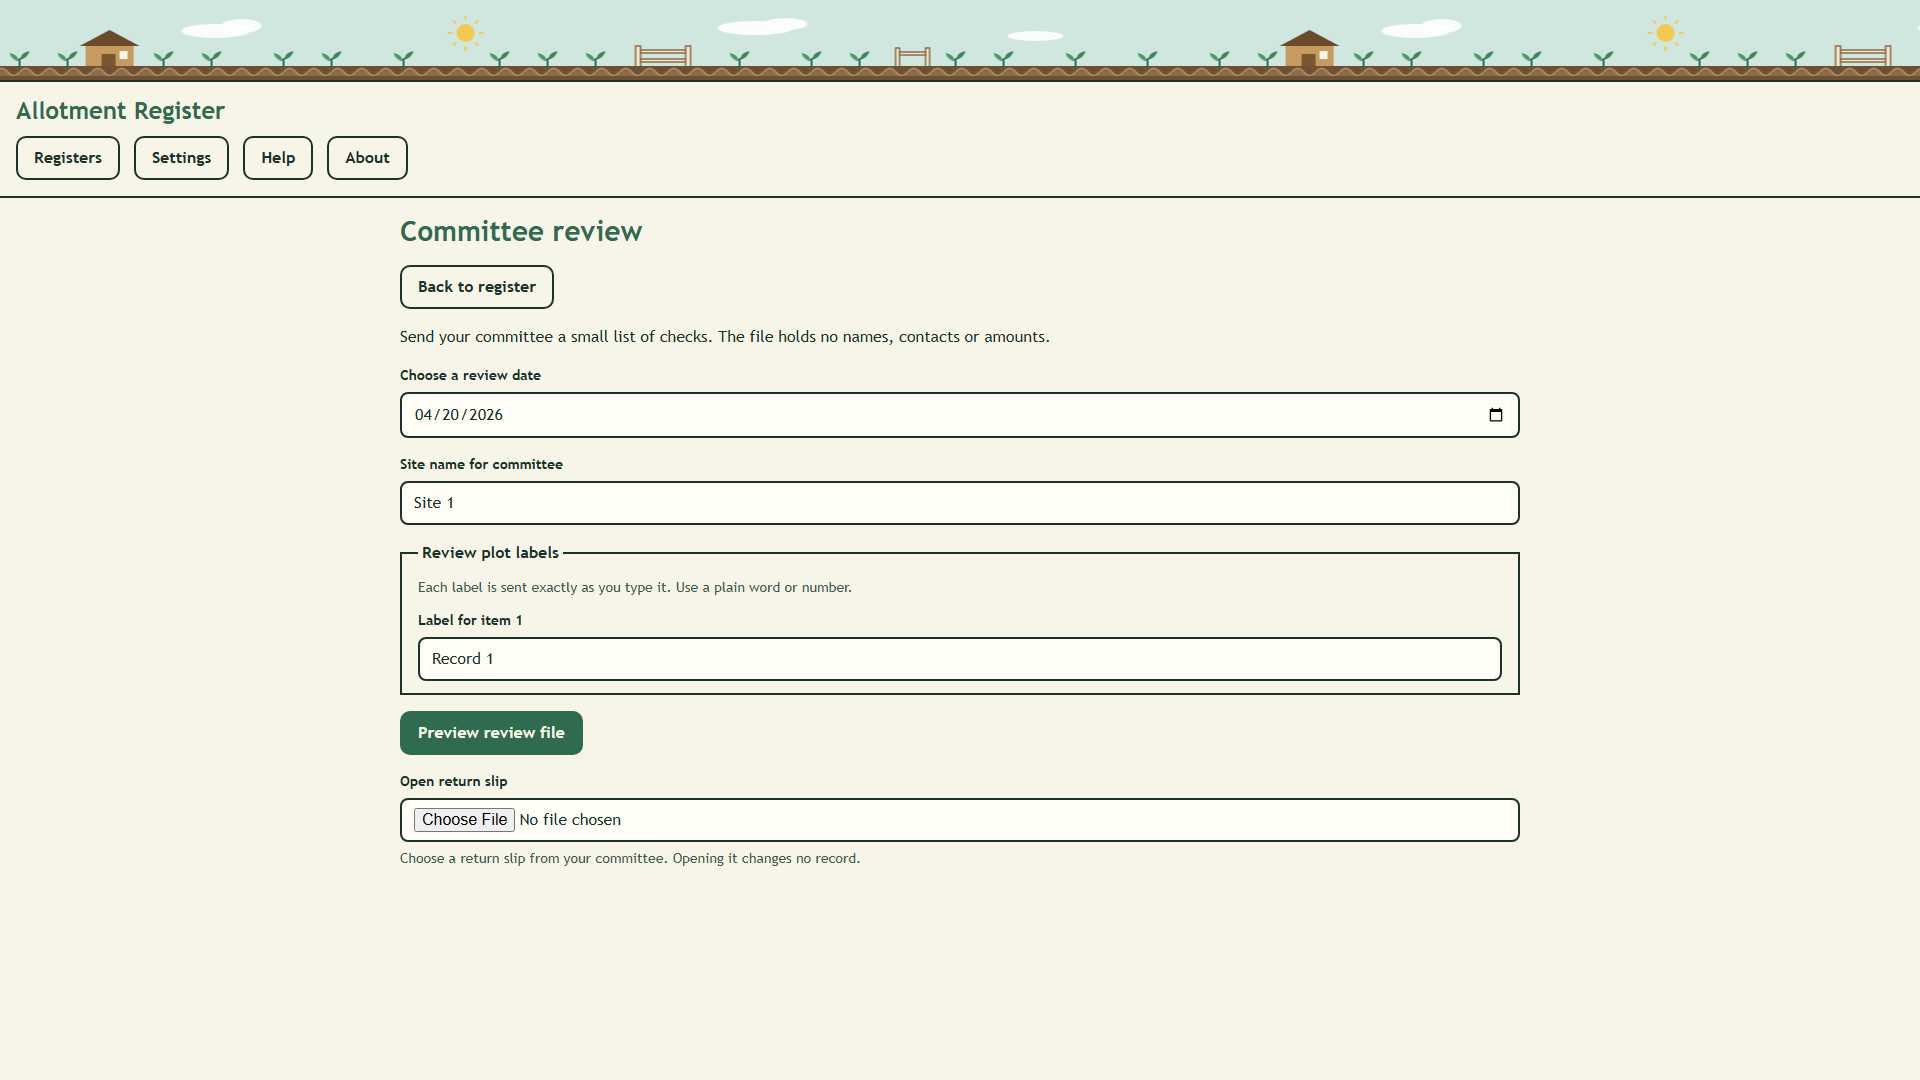 Allotment Register
Registers
Settings
Help
About
Committee review
Back to register
Send your committee a small list of checks. The file holds no names, contacts or amounts.
Choose a review date
04/20/2026
Site name for committee
Site 1
Review plot labels
Each label is sent exactly as you type it. Use a plain word or number.
Label for item 1
Record 1
Preview review file
Open return slip
Choose File No file chosen
Choose a return slip from your committee. Opening it changes no record.